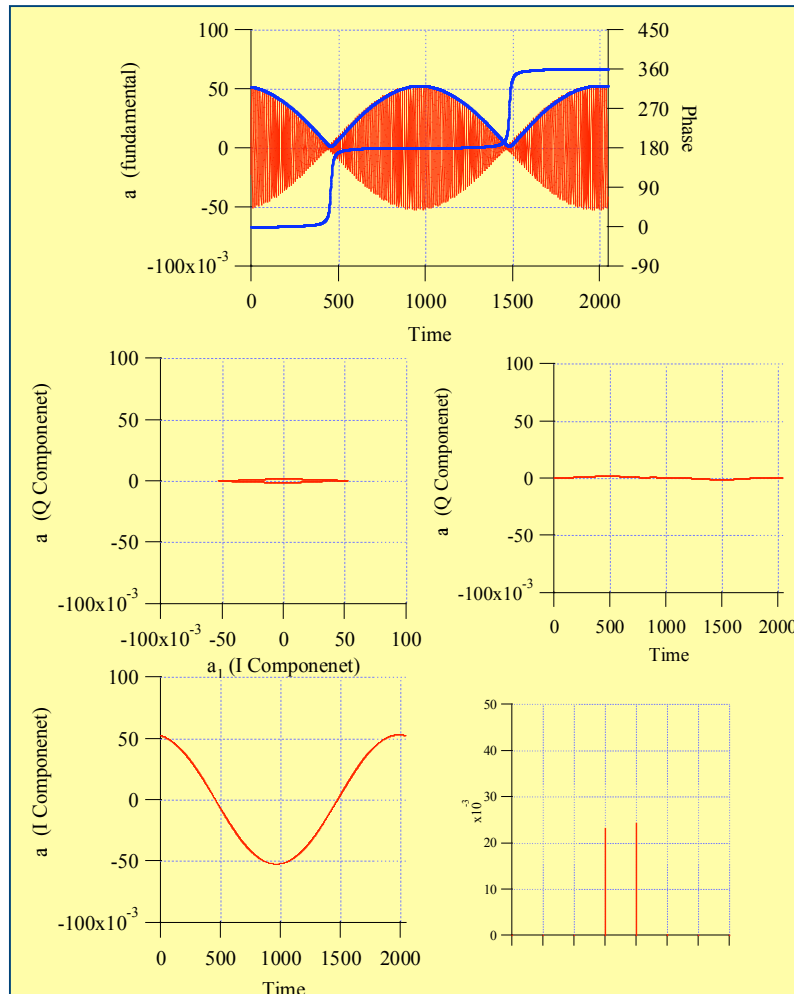 100
50
0
-50
-100x10-3
a (fundamental)
450
360
270
180
90
0
-90
Phase
0 500 1000 1500 2000
Time
100
50
0
-50
-100x10-3
a (Q Componenet)
-100x10-3 -50 0 50 100
a1 (I Componenet)
100
50
0
-50
-100x10-3
a (Q Componenet)
0 500 1000 1500 2000
Time
100
50
0
-50
-100x10-3
a (I Componenet)
0 500 1000 1500 2000
Time
50
40
30
20
10
0
x10-3